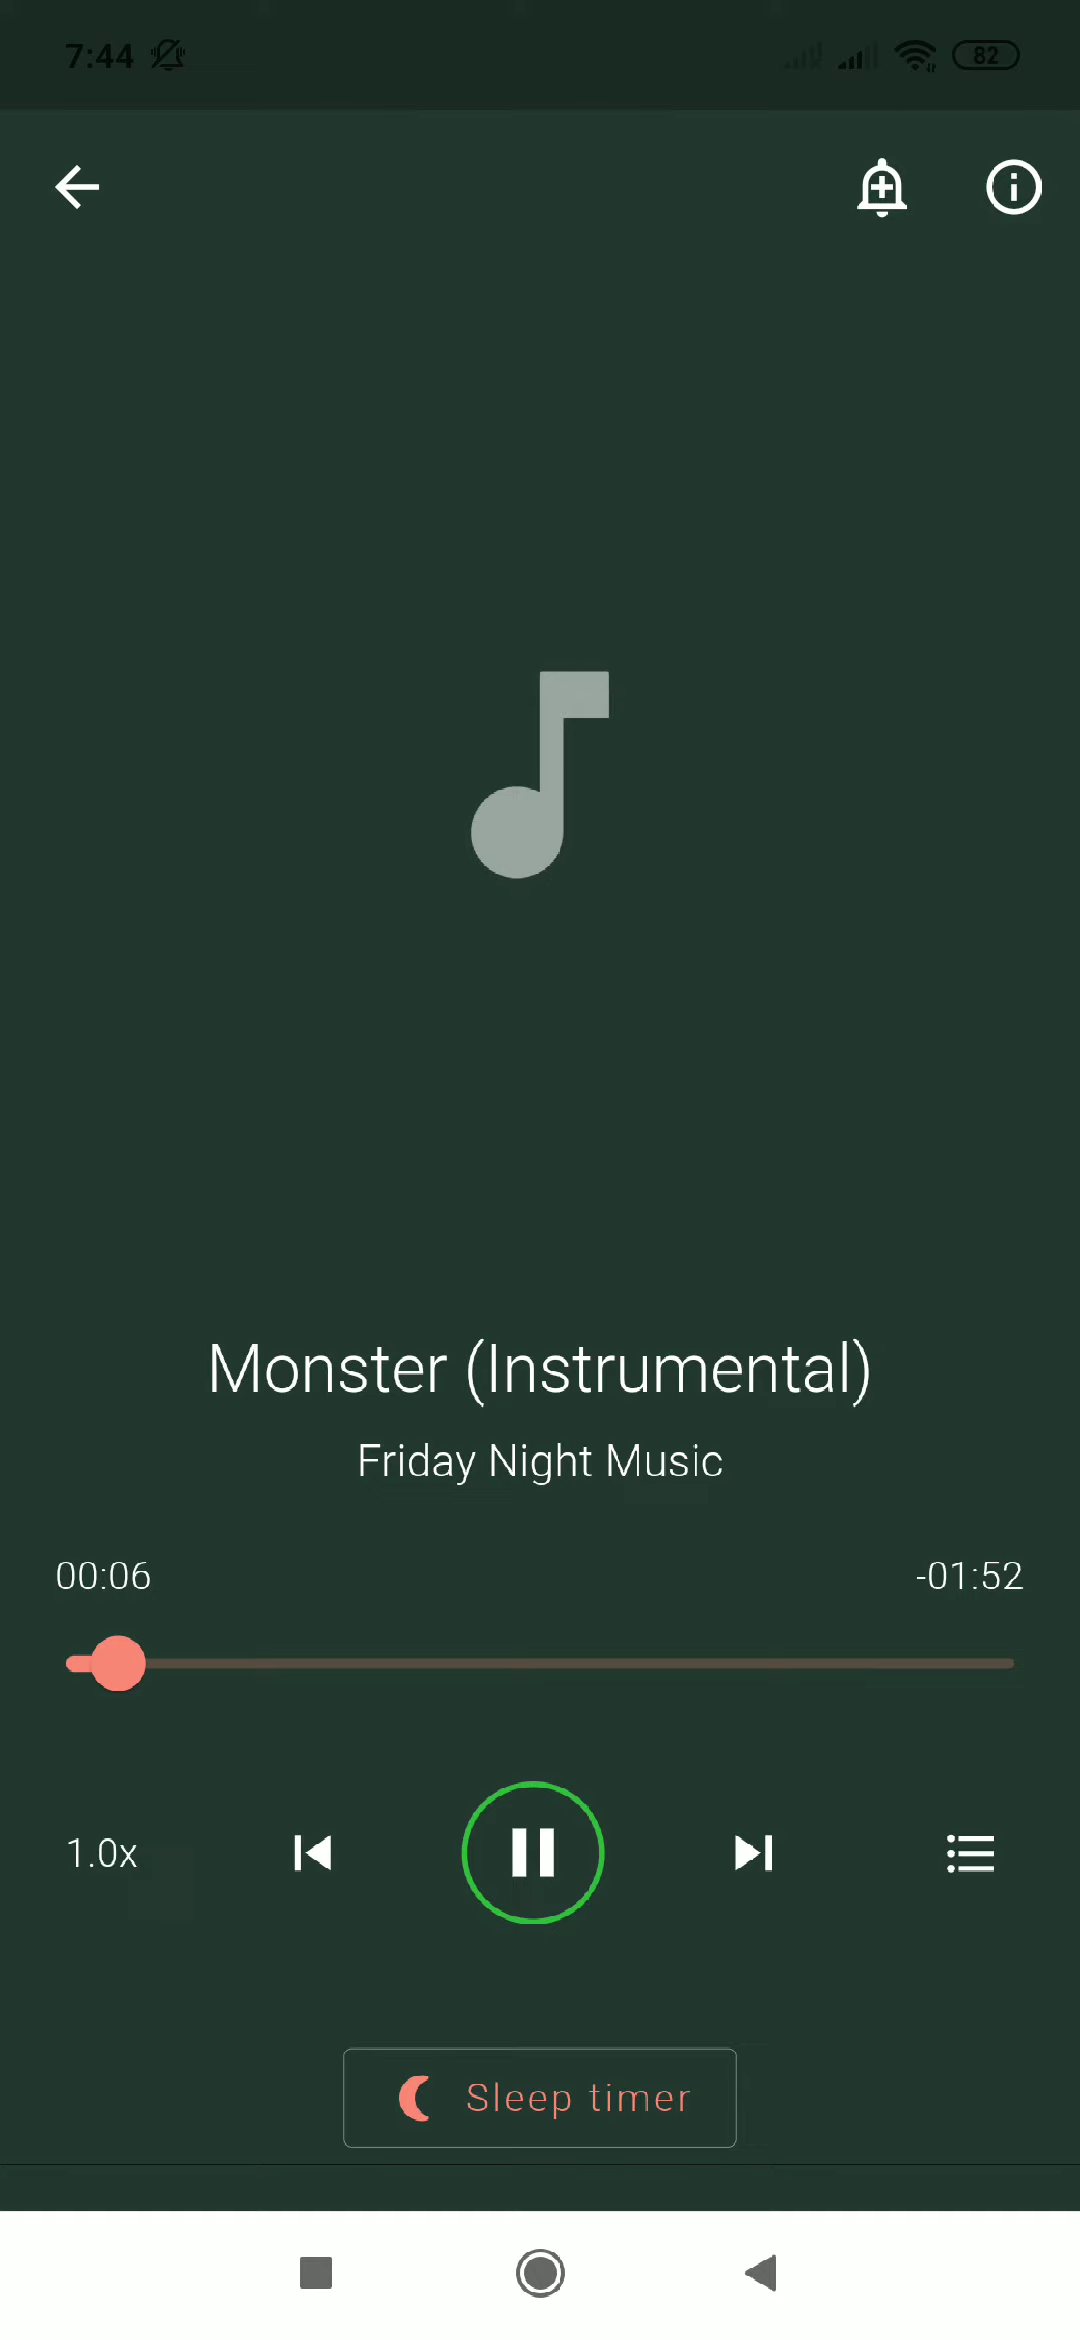 7:44
82
Monster (Instrumental)
Friday Night Music
00:06
-01:52
1.0x
Sleep timer